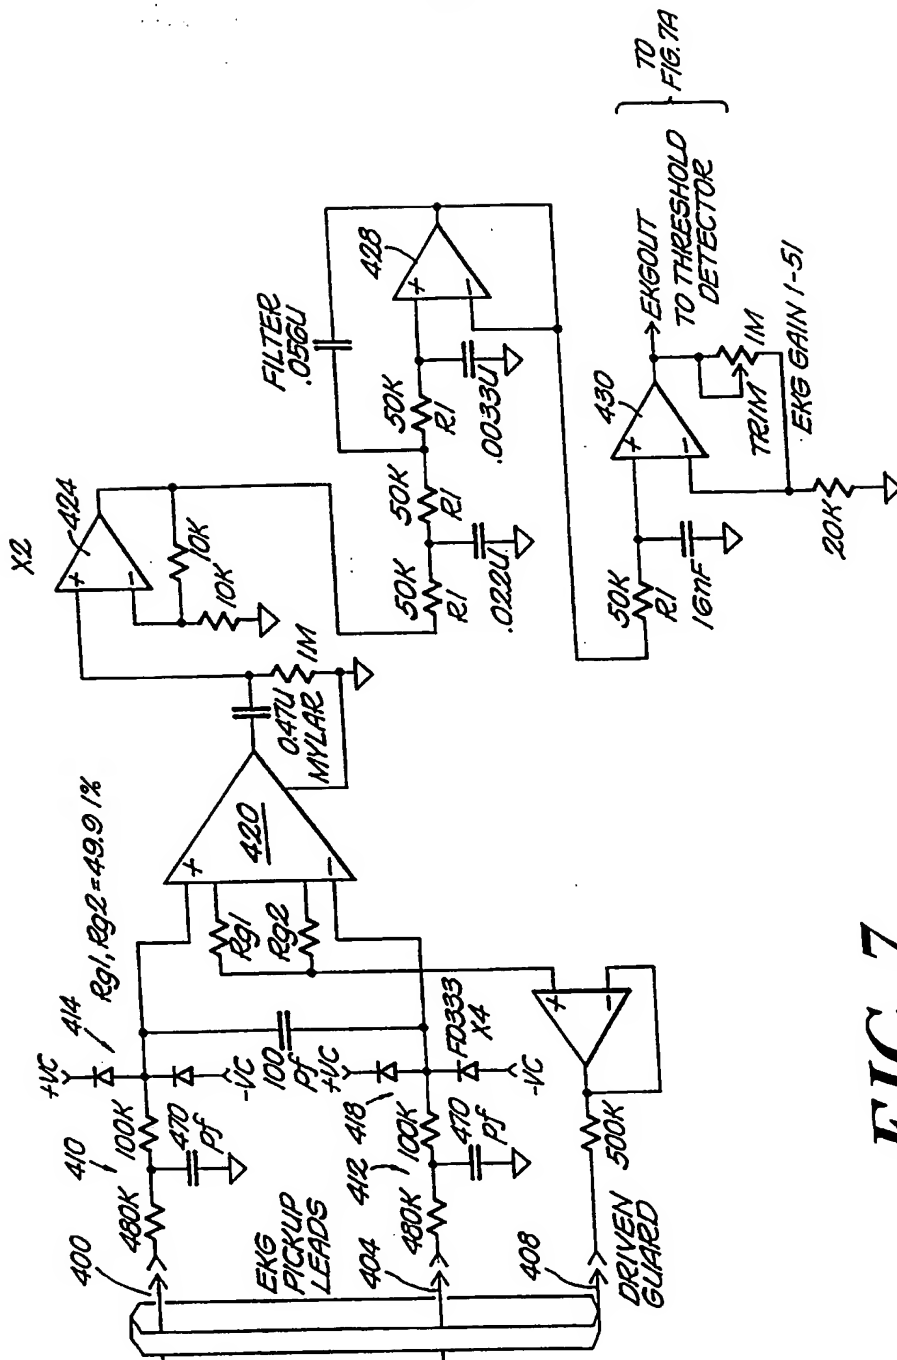 400
480K
410
100K
470
Pf
+VC
414
-VC
Rg1, Rg2 = 49.9 1%
EKG
PICKUP
LEADS
404
480K
412
100K
418
470
Pf
+VC
100
Pf
FD333
X4
-VC
408
DRIVEN
GUARD
500K
+
-
Rg1
Rg2
+
-
420
0.47U
MYLAR
1M
X2
424
+
-
10K
10K
50K
R1
.022U
50K
R1
50K
R1
.0033U
FILTER
.056U
428
+
-
50K
R1
16nF
430
+
-
20K
TRIM
1M
EKG GAIN 1-51
EKGOUT
TO THRESHOLD
DETECTOR
TO
FIG. 7A
FIG. 7